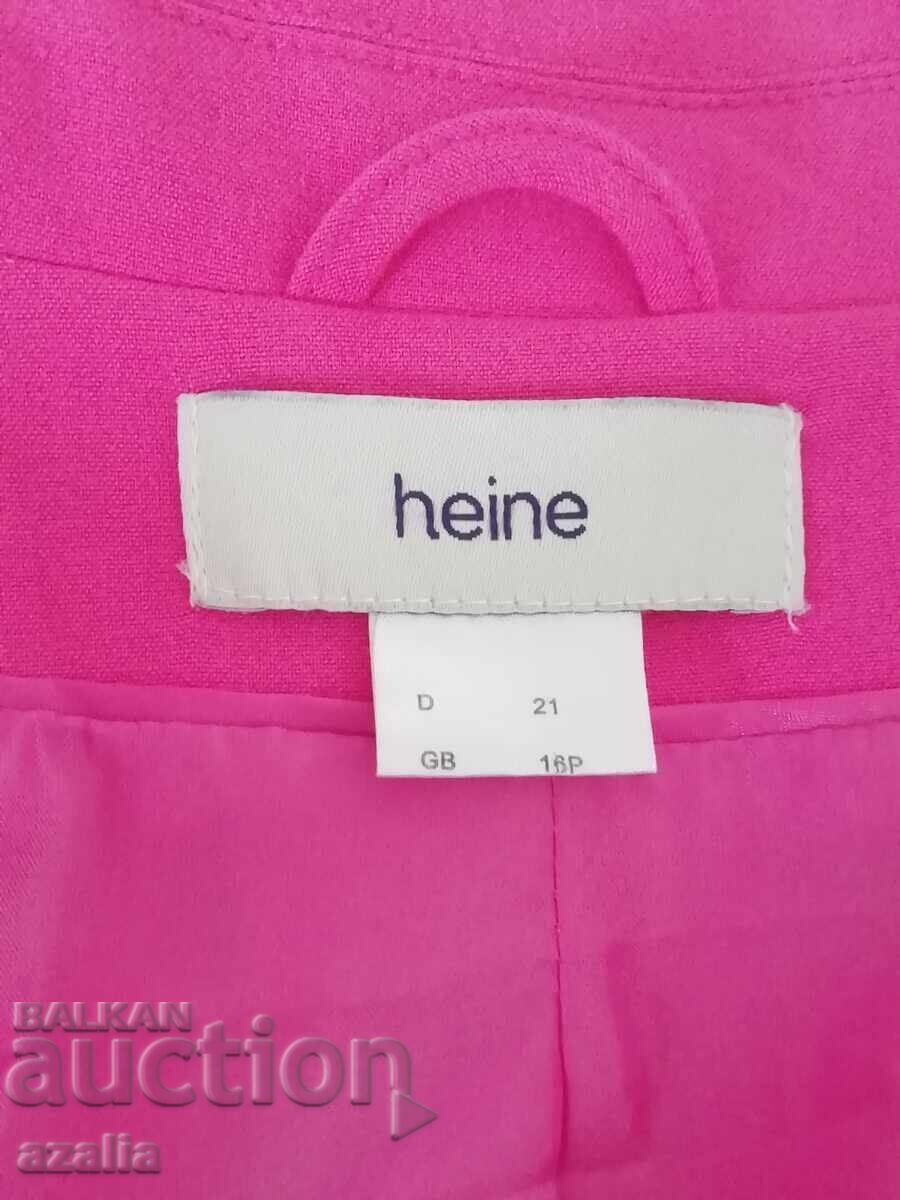 heine
D 21
GB 16P
BALKAN
auction
azalia